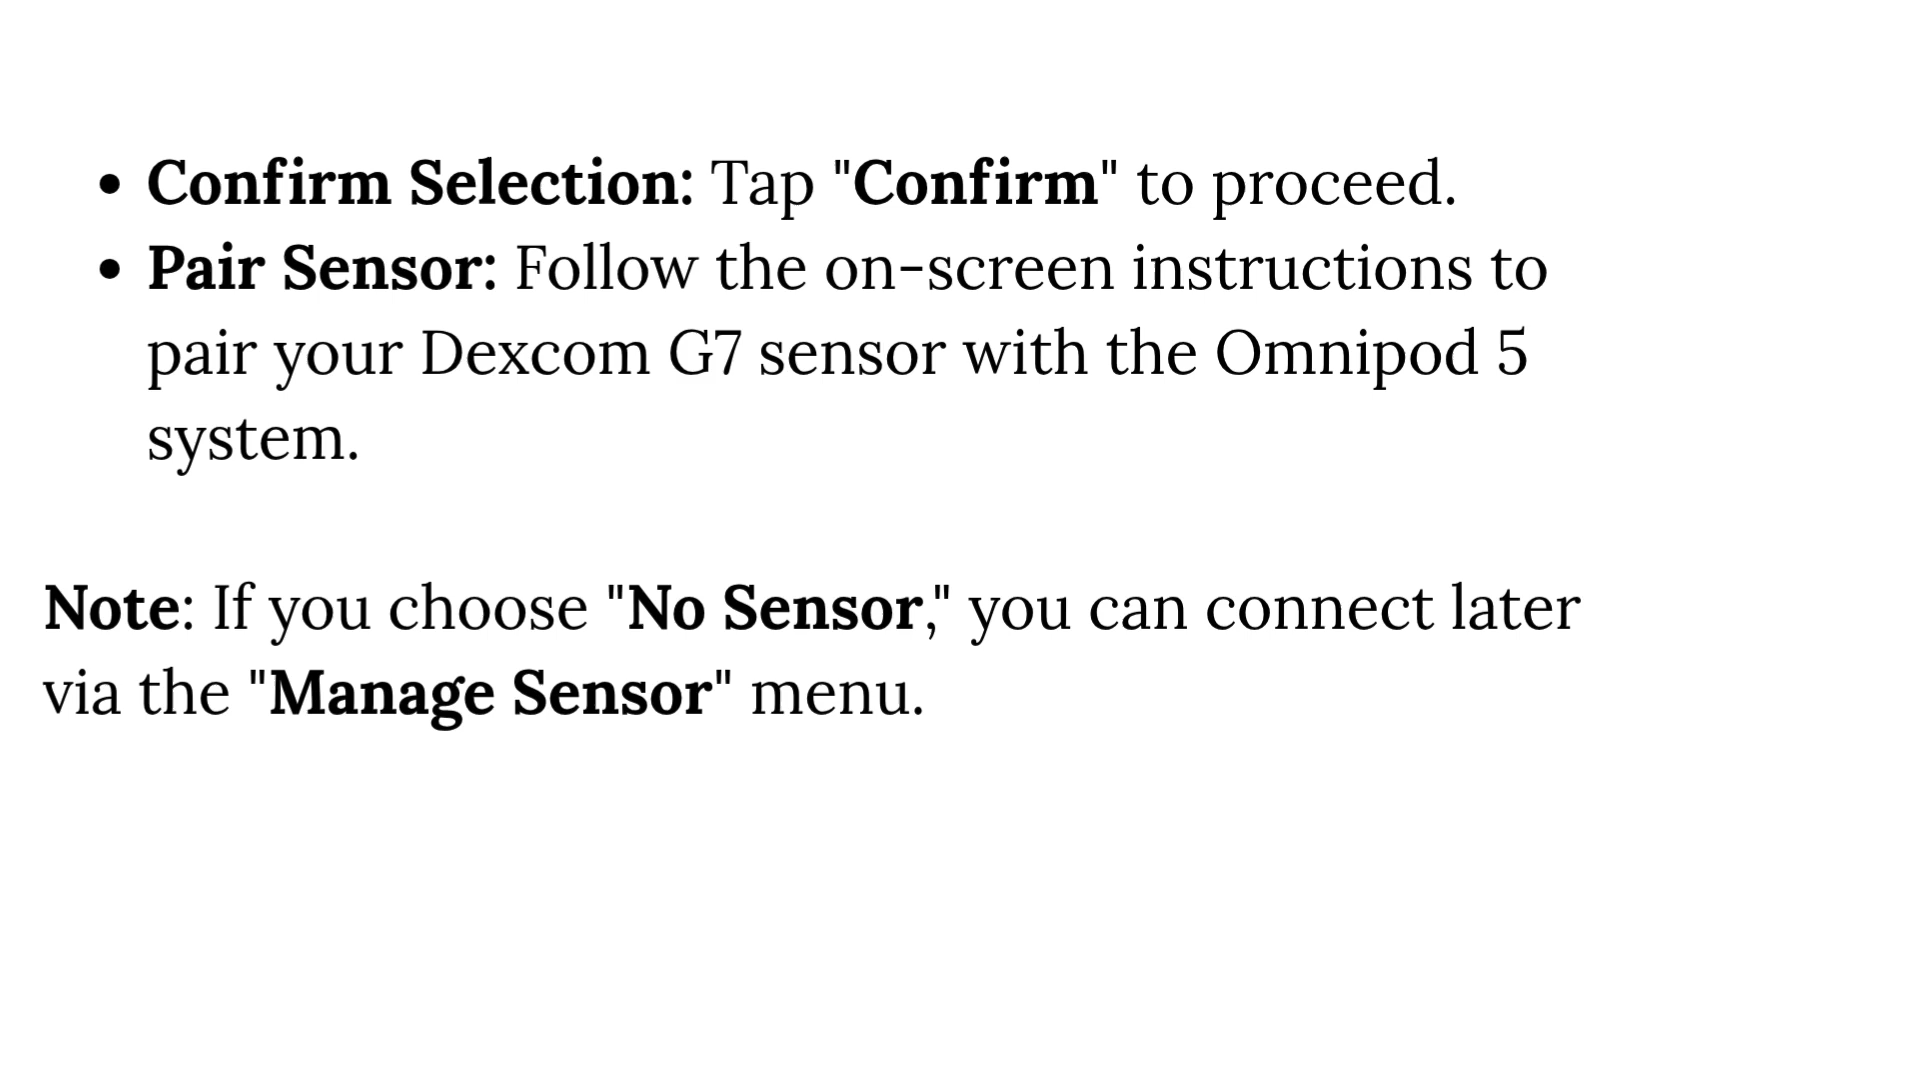 • Confirm Selection: Tap "Confirm" to proceed.
• Pair Sensor: Follow the on-screen instructions to
pair your Dexcom G7 sensor with the Omnipod 5
system.
Note: If you choose "No Sensor," you can connect later
via the "Manage Sensor" menu.